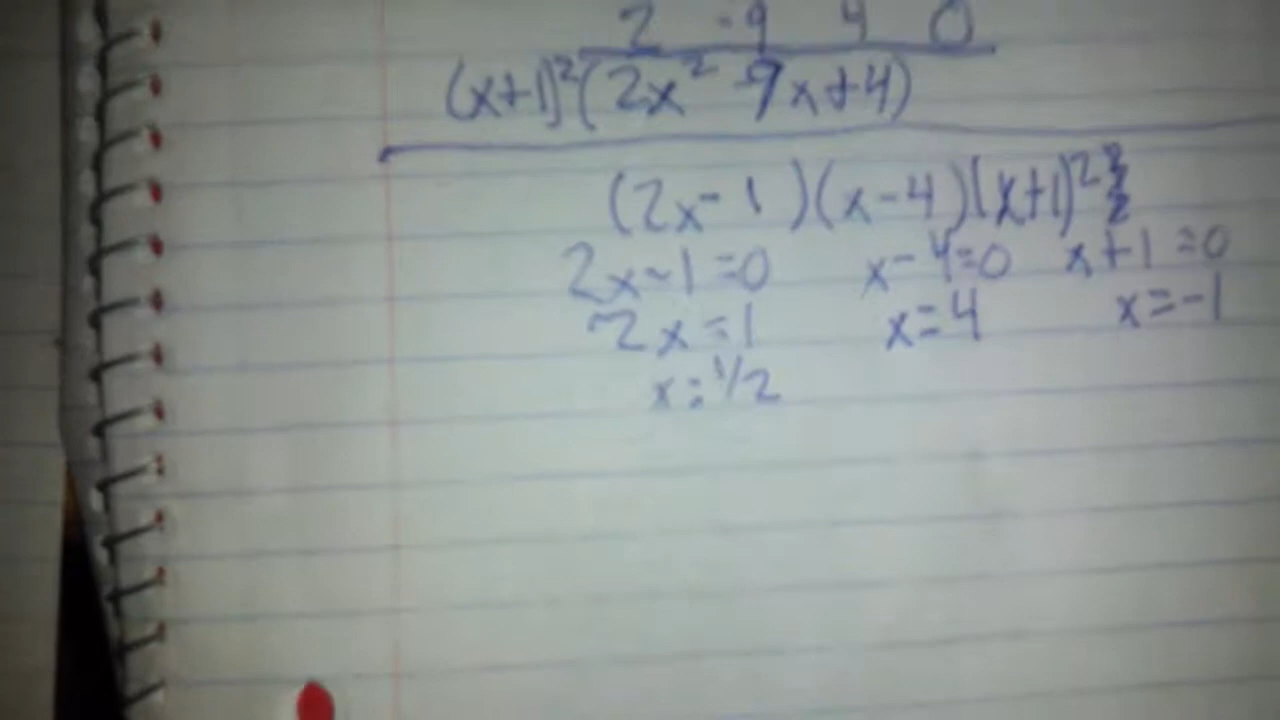 2 -9 4 0
(x+1)²(2x² -9x+4)
(2x-1)(x-4)(x+1)²
2x-1=0 x-4=0 x+1=0
2x=1 x=4 x=-1
x=1/2